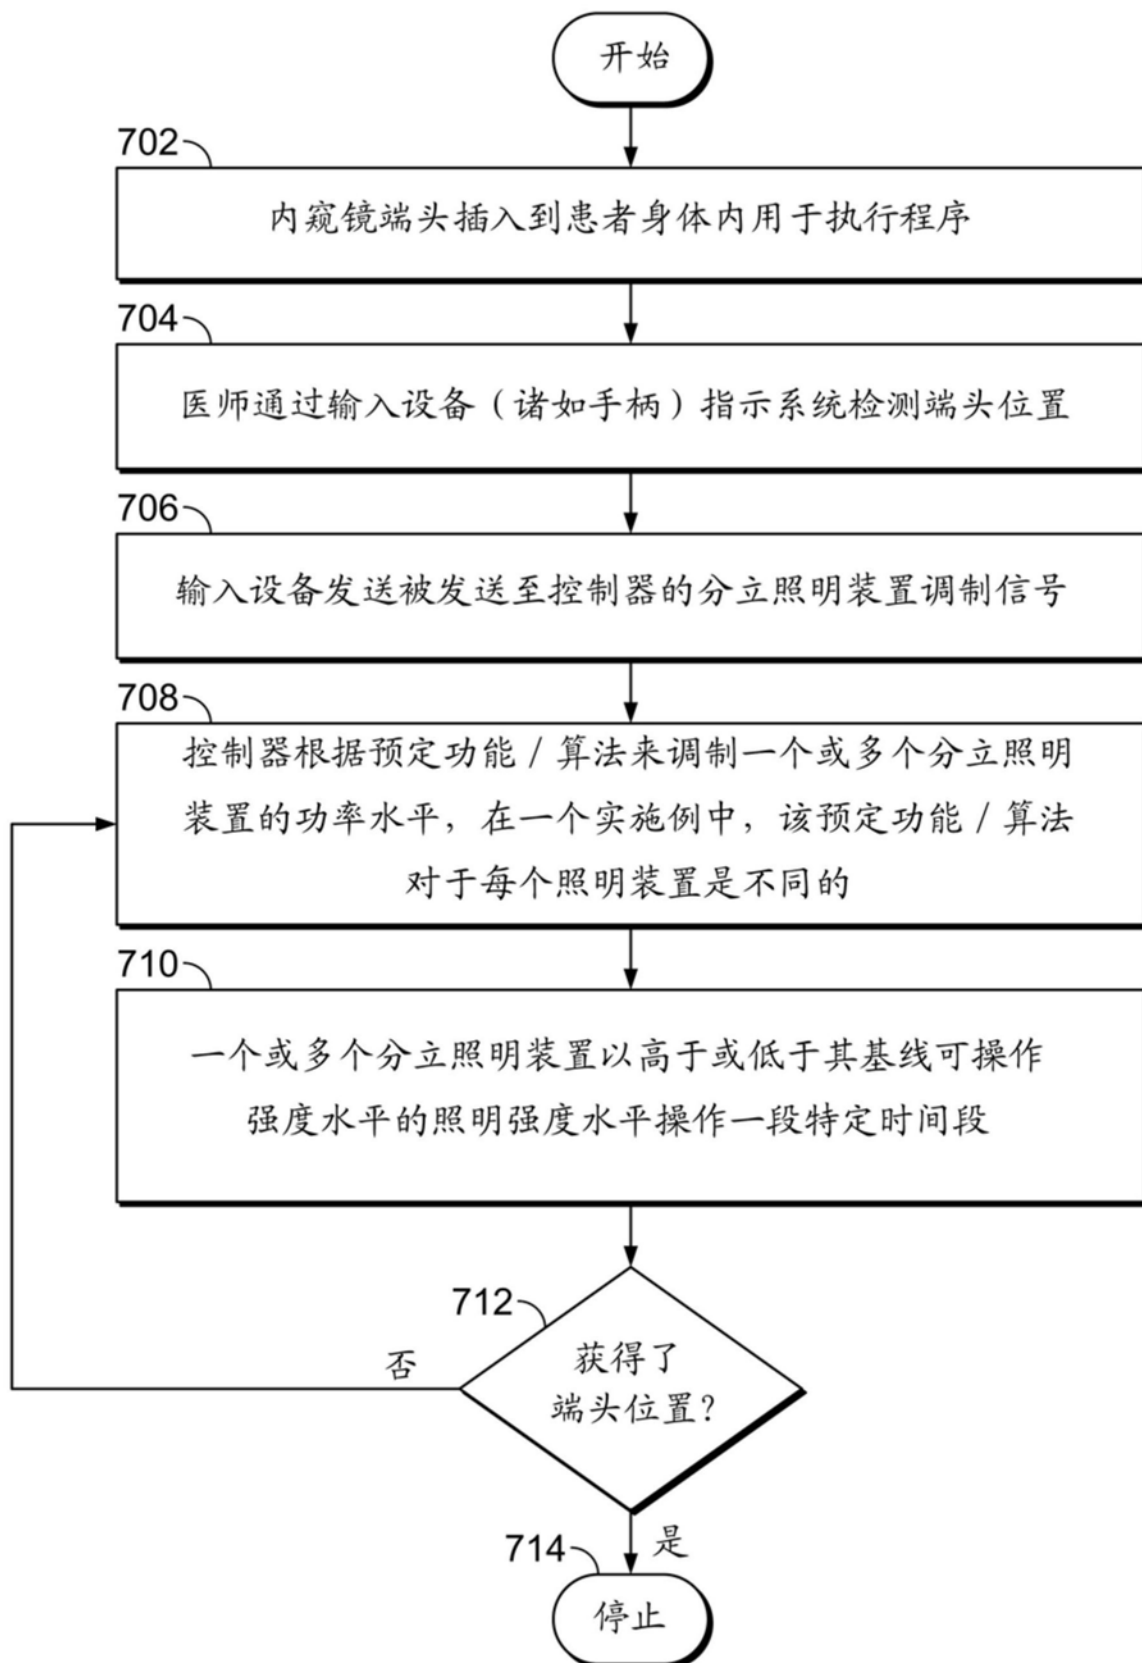 开始
702
内窥镜端头插入到患者身体内用于执行程序
704
医师通过输入设备（诸如手柄）指示系统检测端头位置
706
输入设备发送被发送至控制器的分立照明装置调制信号
708
控制器根据预定功能/算法来调制一个或多个分立照明
装置的功率水平，在一个实施例中，该预定功能/算法
对于每个照明装置是不同的
710
一个或多个分立照明装置以高于或低于其基线可操作
强度水平的照明强度水平操作一段特定时间段
712
获得了
端头位置？
否
是
714
停止